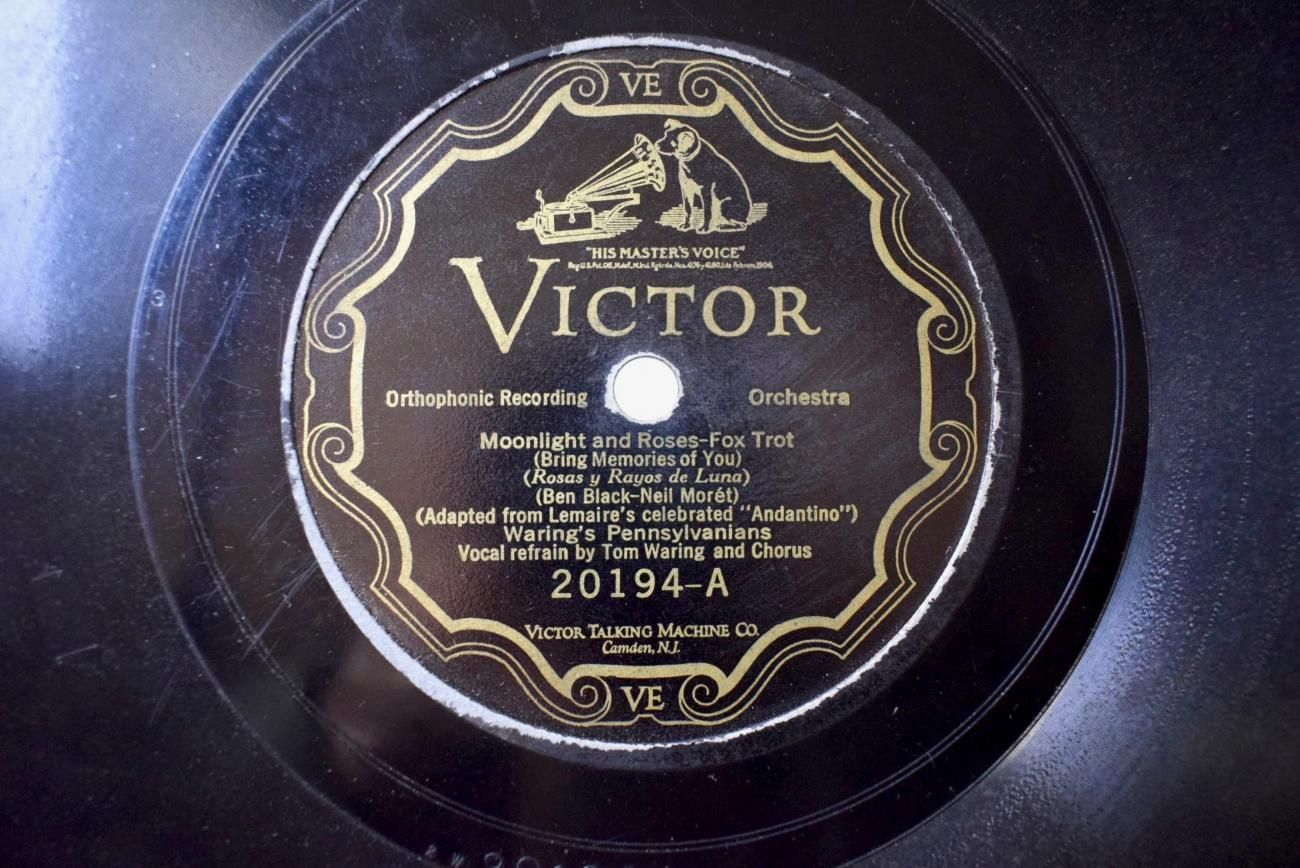 VE
"HIS MASTER'S VOICE"
VICTOR
Orthophonic Recording Orchestra
Moonlight and Roses-Fox Trot
(Bring Memories of You)
(Rosas y Rayos de Luna)
(Ben Black-Neil Morét)
(Adapted from Lemaire's celebrated "Andantino")
Waring's Pennsylvanians
Vocal refrain by Tom Waring and Chorus
20194-A
VICTOR TALKING MACHINE CO.
Camden, N.J.
VE
3